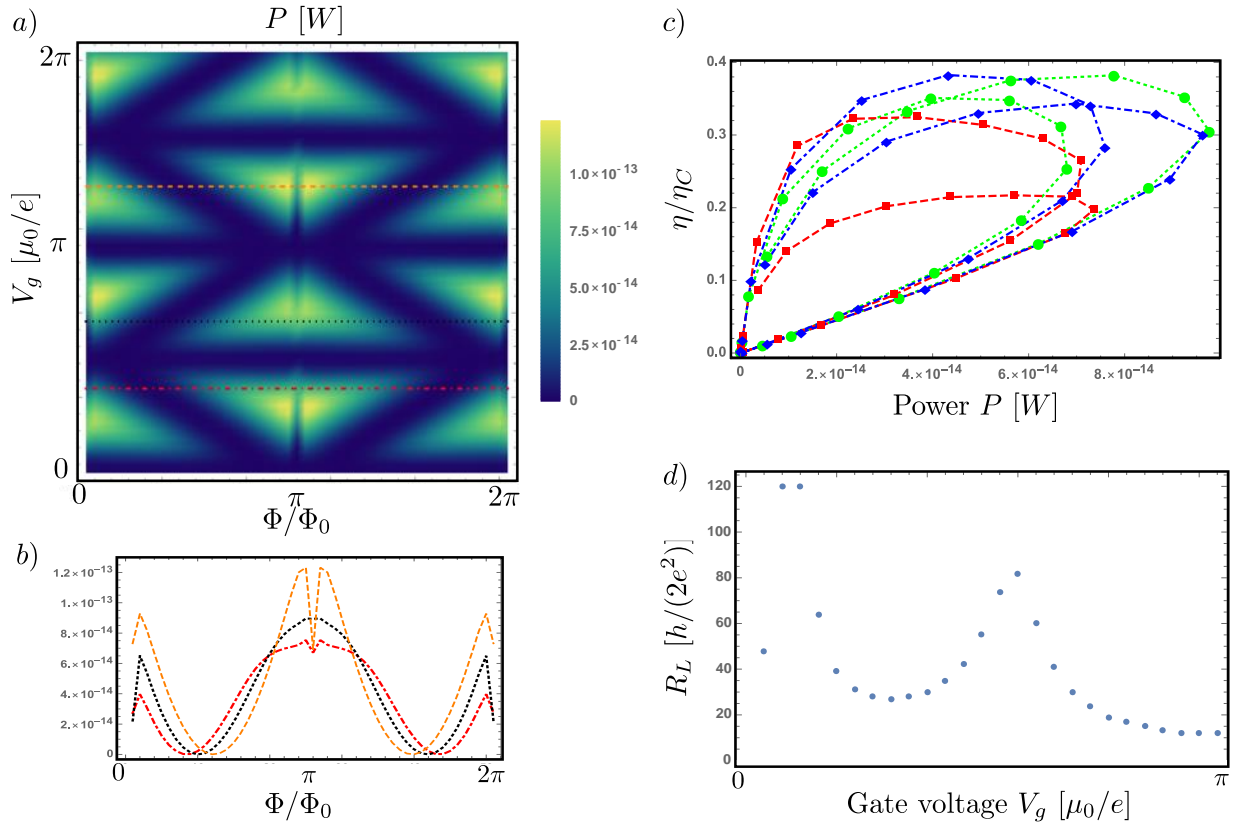 a)
P [W]
2π
π
0
V_g [μ_0/e]
0
π
2π
Φ/Φ_0
1.0×10^-13
7.5×10^-14
5.0×10^-14
2.5×10^-14
0
b)
1.2×10^-13
1.×10^-13
8.×10^-14
6.×10^-14
4.×10^-14
2.×10^-14
0
0
π
2π
Φ/Φ_0
c)
0.4
0.3
0.2
0.1
0.0
η/η_C
0
2.×10^-14
4.×10^-14
6.×10^-14
8.×10^-14
Power P [W]
d)
120
100
80
60
40
20
0
R_L [h/(2e^2)]
0
π
Gate voltage V_g [μ_0/e]